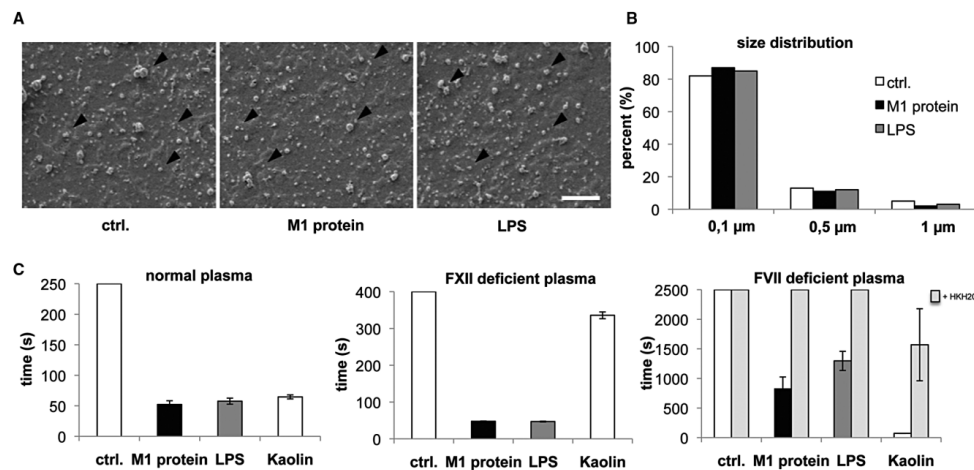 A
ctrl.
M1 protein
LPS
B
size distribution
percent (%)
100
80
60
40
20
0
ctrl.
M1 protein
LPS
0,1 µm
0,5 µm
1 µm
C
normal plasma
time (s)
250
200
150
100
50
0
ctrl.
M1 protein
LPS
Kaolin
FXII deficient plasma
time (s)
400
300
200
100
0
ctrl.
M1 protein
LPS
Kaolin
FVII deficient plasma
time (s)
2500
2000
1500
1000
500
0
+ HKH20
ctrl.
M1 protein
LPS
Kaolin